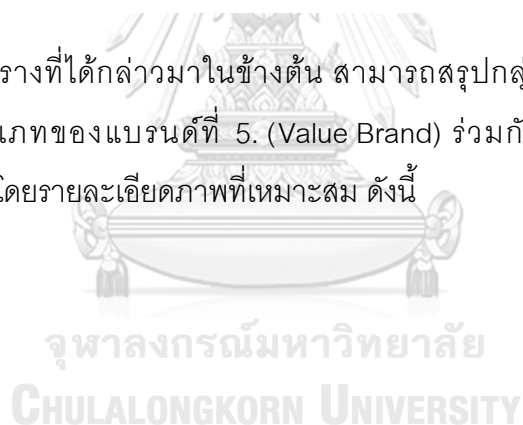 รางที่ได้กล่าวมาในข้างต้น สามารถสรุปกลุ่
เภทของแบรนด์ที่ 5. (Value Brand) ร่วมกั
โดยรายละเอียดภาพที่เหมาะสม ดังนี้
จุฬาลงกรณ์มหาวิทยาลัย
CHULALONGKORN UNIVERSITY